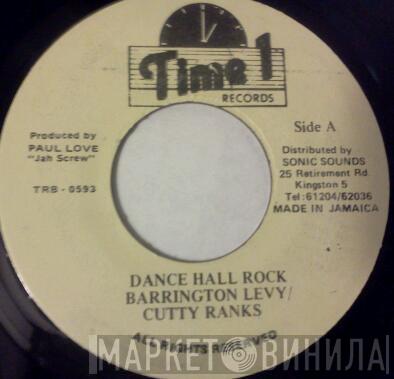 Time 1
RECORDS
Produced by
PAUL LOVE
"Jah Screw"
TRB - 0593
Side A
Distributed by
SONIC SOUNDS
25 Retirement Rd.
Kingston 5
Tel:61204/62036
MADE IN JAMAICA
DANCE HALL ROCK
BARRINGTON LEVY/
CUTTY RANKS
ALL RIGHTS RESERVED
МАРКЕТ ВИНИЛА